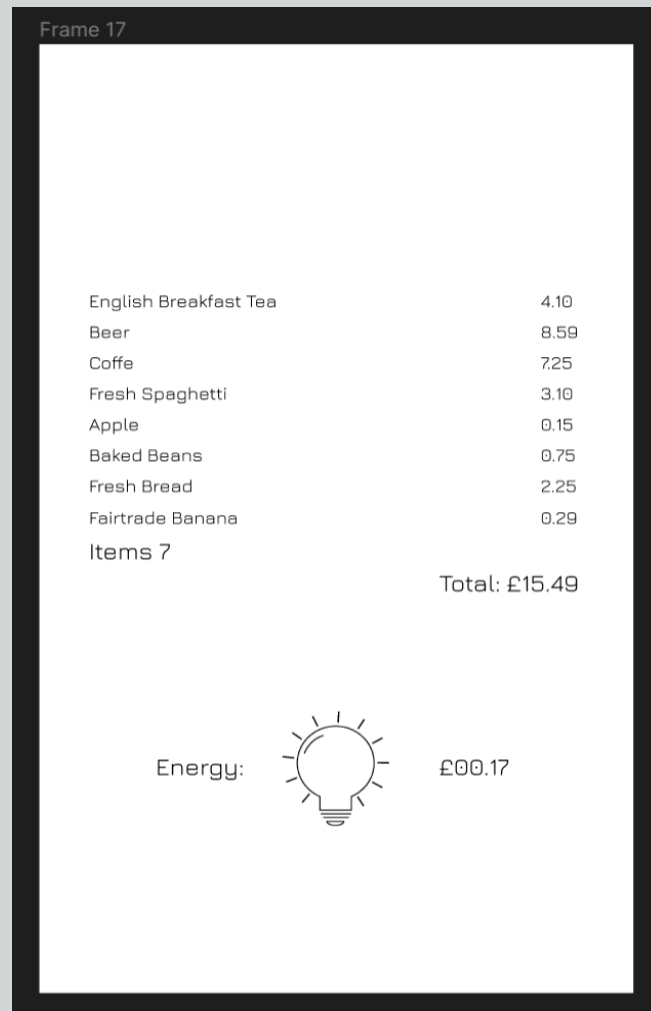 Frame 17
English Breakfast Tea 4.10
Beer 8.59
Coffe 7.25
Fresh Spaghetti 3.10
Apple 0.15
Baked Beans 0.75
Fresh Bread 2.25
Fairtrade Banana 0.29
Items 7
Total: £15.49
Energy: £00.17